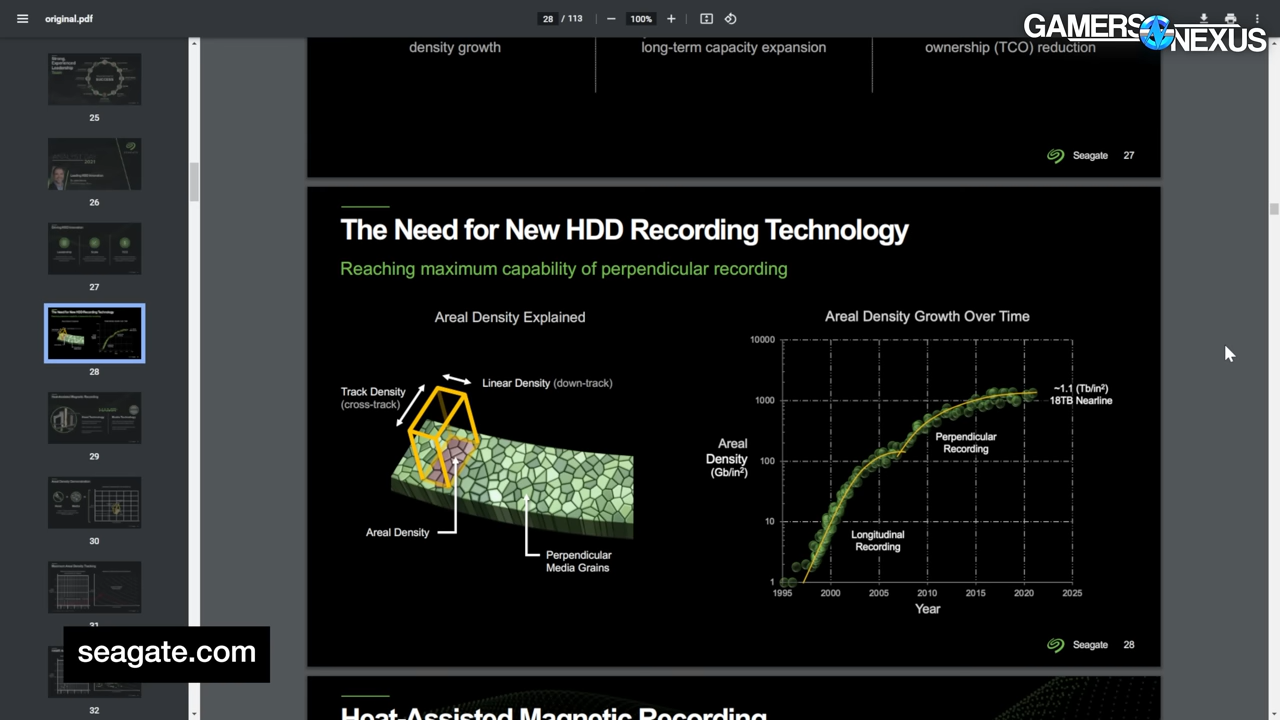 original.pdf
28 / 113
100%
GAMERS NEXUS
25
26
27
28
29
30
31
32
density growth
long-term capacity expansion
ownership (TCO) reduction
Seagate 27
The Need for New HDD Recording Technology
Reaching maximum capability of perpendicular recording
Areal Density Explained
Track Density
(cross-track)
Linear Density (down-track)
Areal Density
Perpendicular
Media Grains
Areal Density Growth Over Time
Areal
Density
(Gb/in²)
10000
1000
100
10
1
~1.1 (Tb/in²)
18TB Nearline
Perpendicular
Recording
Longitudinal
Recording
1995 2000 2005 2010 2015 2020 2025
Year
Seagate 28
Heat-Assisted Magnetic Recording
seagate.com